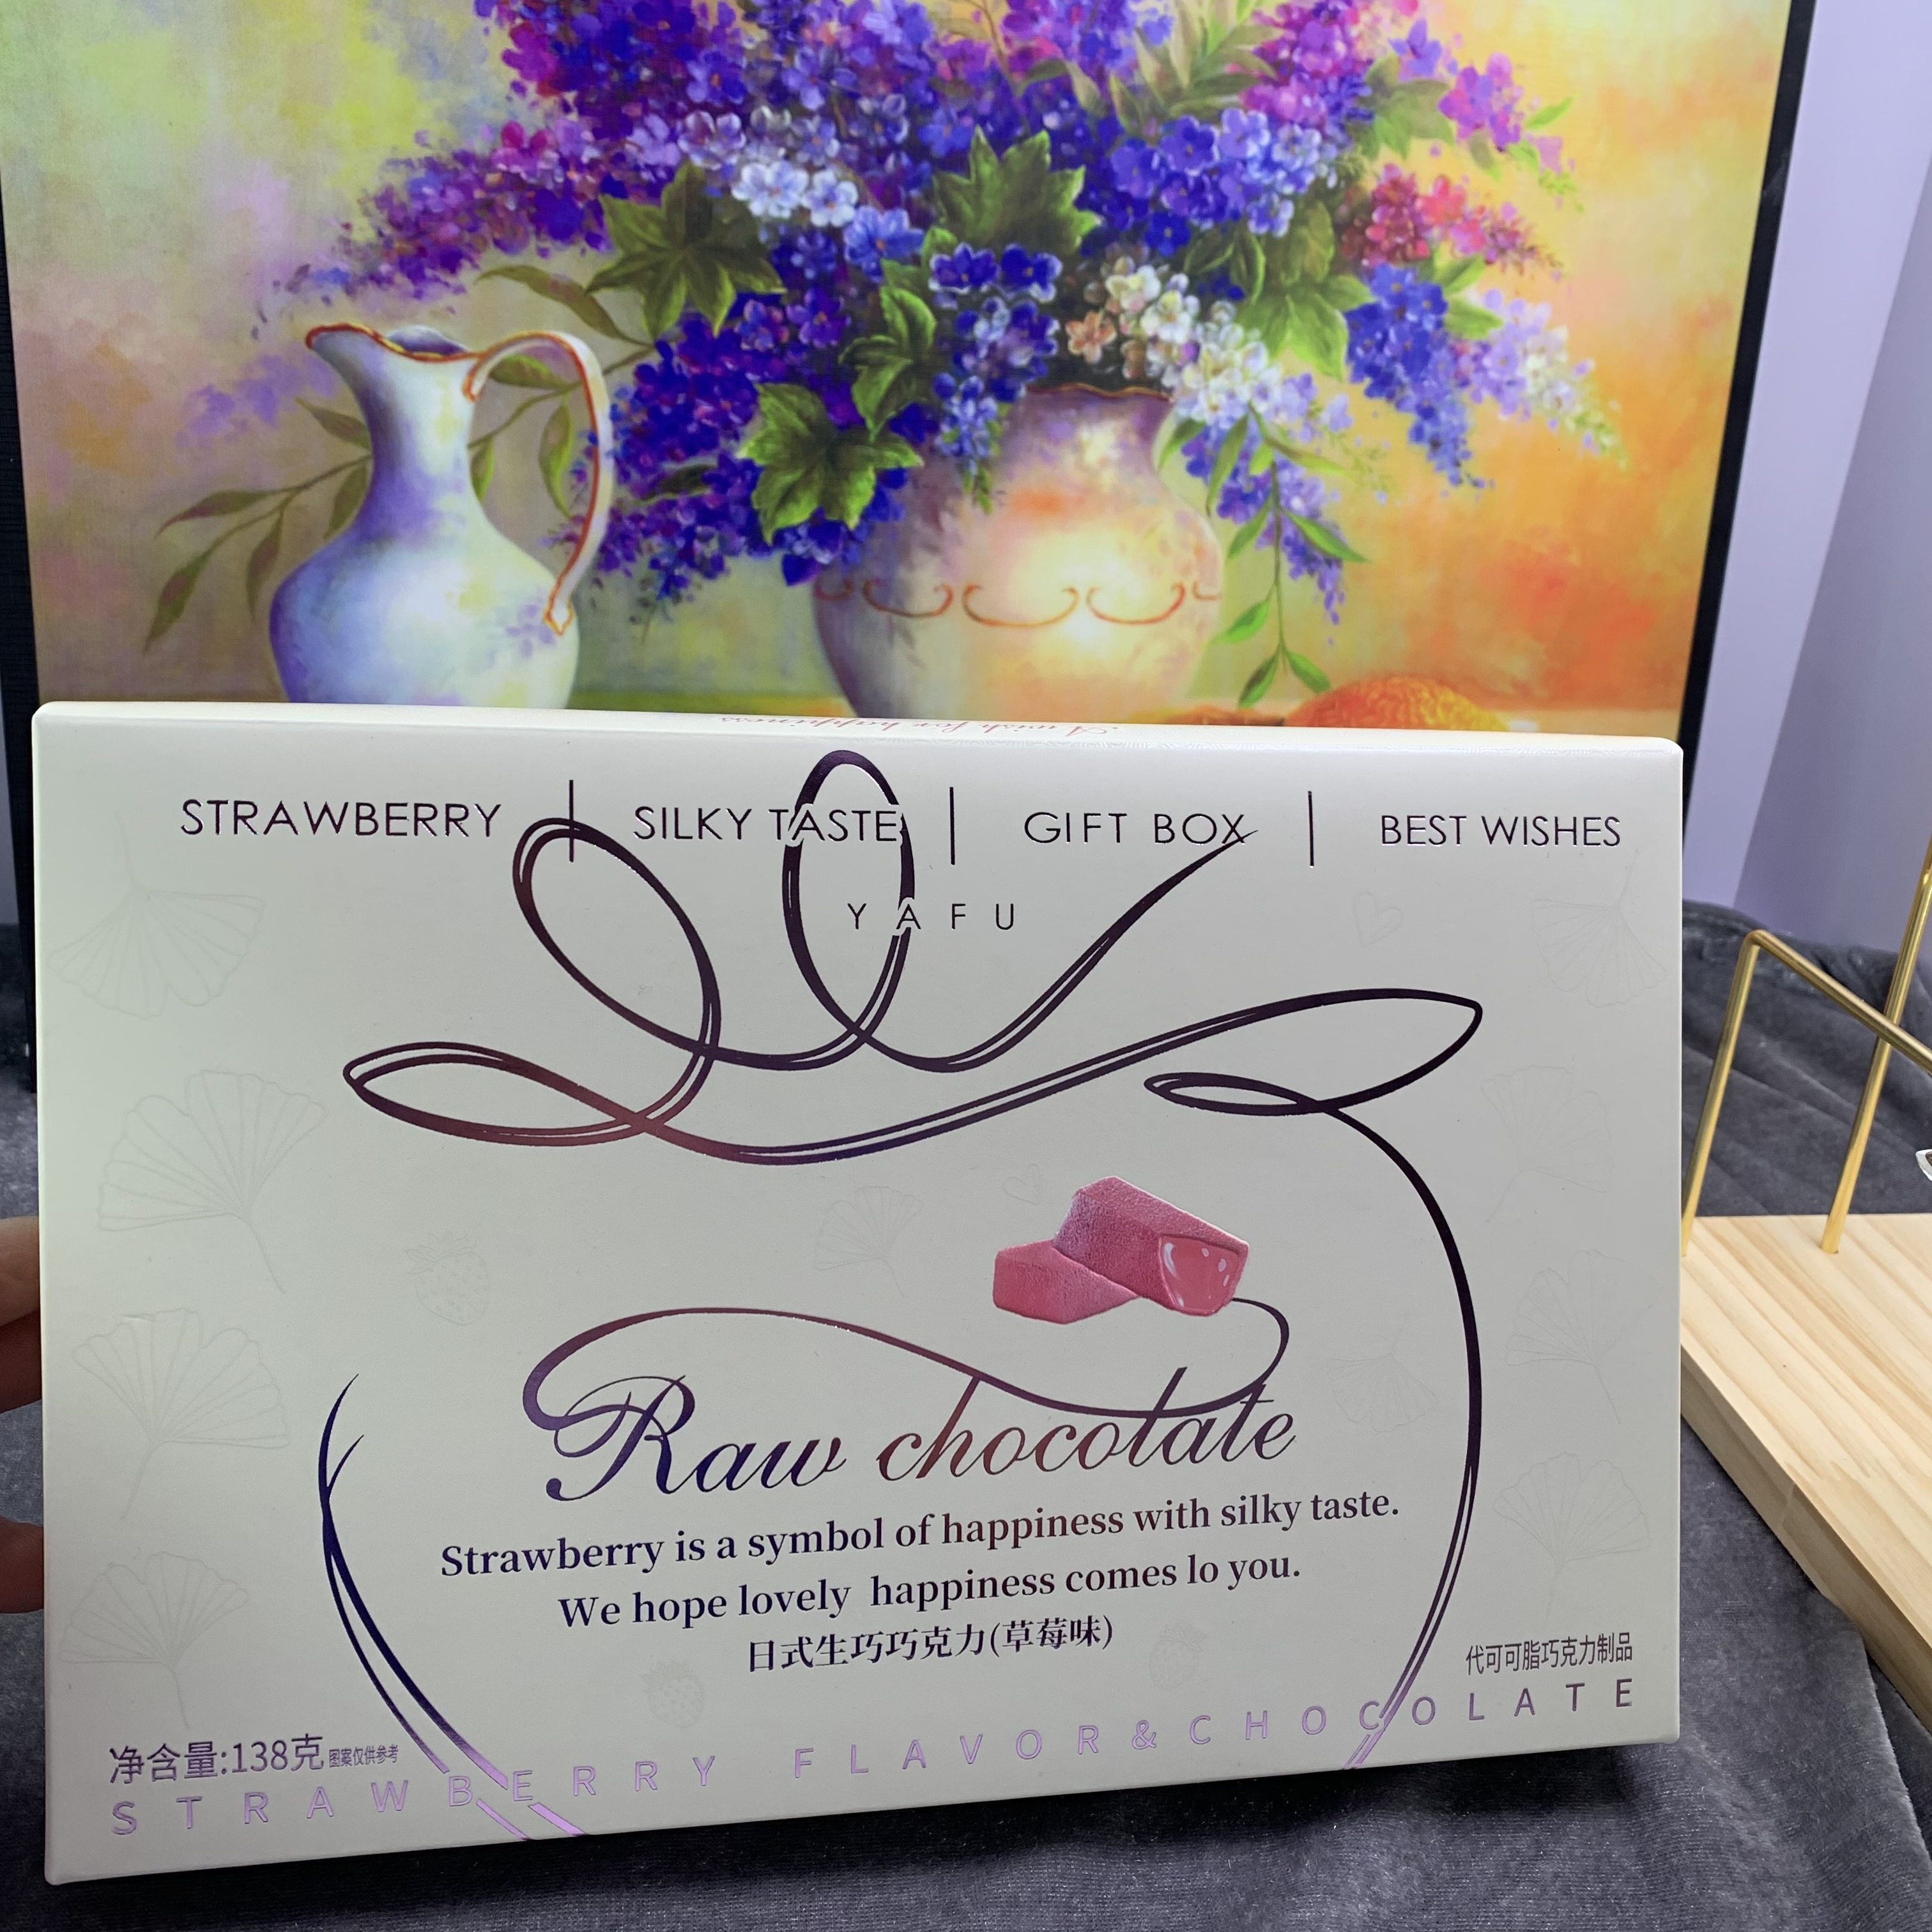 A wish for happiness
STRAWBERRY | SILKY TASTE | GIFT BOX | BEST WISHES
YAFU
Raw chocolate
Strawberry is a symbol of happiness with silky taste.
We hope lovely happiness comes lo you.
日式生巧巧克力(草莓味)
代可可脂巧克力制品
净含量:138克 图案仅供参考
STRAWBERRY FLAVOR&CHOCOLATE